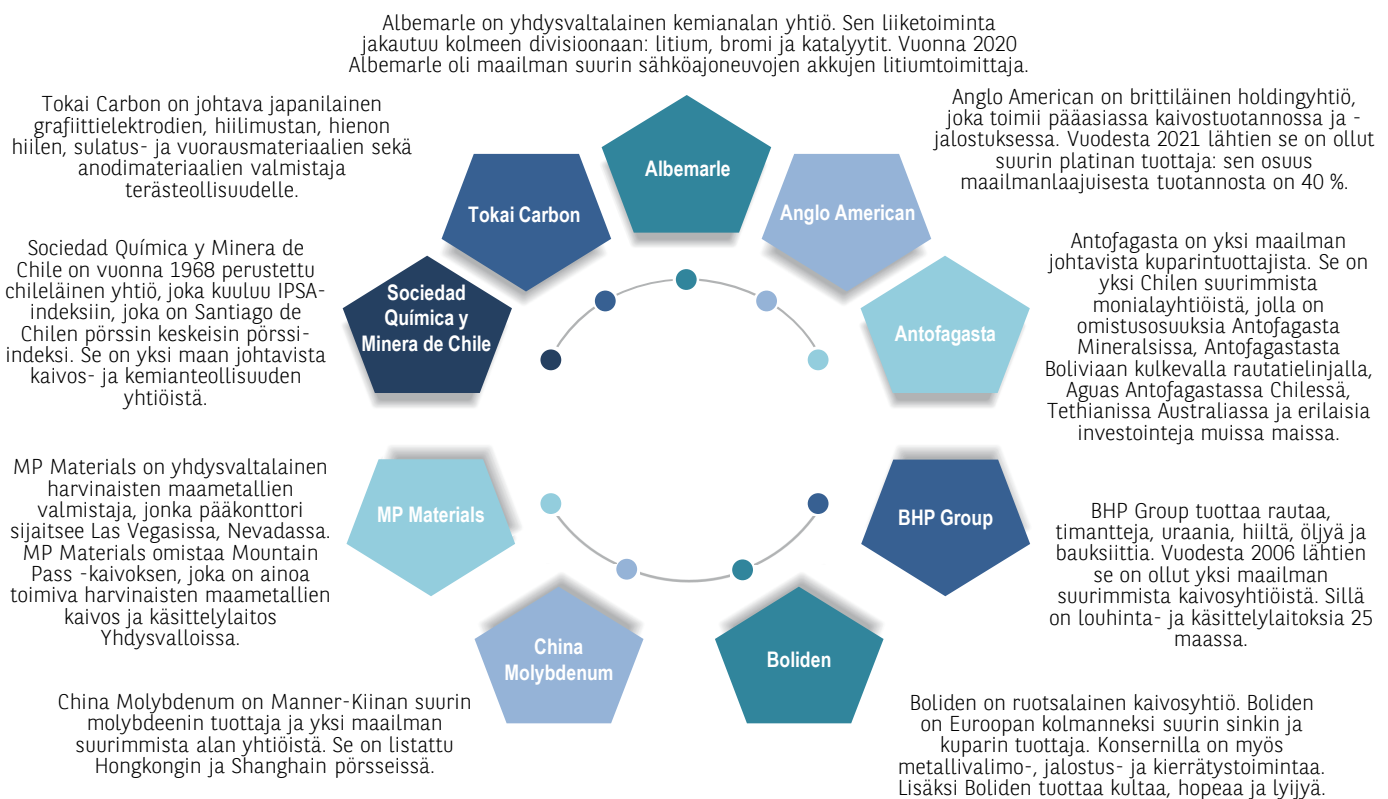 Albemarle on yhdysvaltalainen kemianalan yhtiö. Sen liiketoiminta
jakautuu kolmeen divisioonaan: litium, bromi ja katalyytit. Vuonna 2020
Albemarle oli maailman suurin sähköajoneuvojen akkujen litiumtoimittaja.
Tokai Carbon on johtava japanilainen
grafiittielektrodien, hiilimustan, hienon
hiilen, sulatus- ja vuorausmateriaalien sekä
anodimateriaalien valmistaja
terästeollisuudelle.
Anglo American on brittiläinen holdingyhtiö,
joka toimii pääasiassa kaivostuotannossa ja -
jalostuksessa. Vuodesta 2021 lähtien se on ollut
suurin platinan tuottaja: sen osuus
maailmanlaajuisesta tuotannosta on 40 %.
Albemarle
Tokai Carbon
Anglo American
Sociedad Química y Minera de
Chile on vuonna 1968 perustettu
chileläinen yhtiö, joka kuuluu IPSA-
indeksiin, joka on Santiago de
Chilen pörssin keskeisin pörssi-
indeksi. Se on yksi maan johtavista
kaivos- ja kemianteollisuuden
yhtiöistä.
Sociedad
Química y
Minera de Chile
Antofagasta
Antofagasta on yksi maailman
johtavista kuparintuottajista. Se on
yksi Chilen suurimmista
monialayhtiöistä, jolla on
omistusosuuksia Antofagasta
Mineralsissa, Antofagastasta
Boliviaan kulkevalla rautatielinjalla,
Aguas Antofagastassa Chilessä,
Tethianissa Australiassa ja erilaisia
investointeja muissa maissa.
MP Materials on yhdysvaltalainen
harvinaisten maametallien
valmistaja, jonka pääkonttori
sijaitsee Las Vegasissa, Nevadassa.
MP Materials omistaa Mountain
Pass -kaivoksen, joka on ainoa
toimiva harvinaisten maametallien
kaivos ja käsittelylaitos
Yhdysvalloissa.
MP Materials
BHP Group
BHP Group tuottaa rautaa,
timantteja, uraania, hiiltä, öljyä ja
bauksiittia. Vuodesta 2006 lähtien
se on ollut yksi maailman
suurimmista kaivosyhtiöistä. Sillä
on louhinta- ja käsittelylaitoksia 25
maassa.
China
Molybdenum
Boliden
China Molybdenum on Manner-Kiinan suurin
molybdeenin tuottaja ja yksi maailman
suurimmista alan yhtiöistä. Se on listattu
Hongkongin ja Shanghain pörsseissä.
Boliden on ruotsalainen kaivosyhtiö. Boliden
on Euroopan kolmanneksi suurin sinkin ja
kuparin tuottaja. Konsernilla on myös
metallivalimo-, jalostus- ja kierrätystoimintaa.
Lisäksi Boliden tuottaa kultaa, hopeaa ja lyijyä.